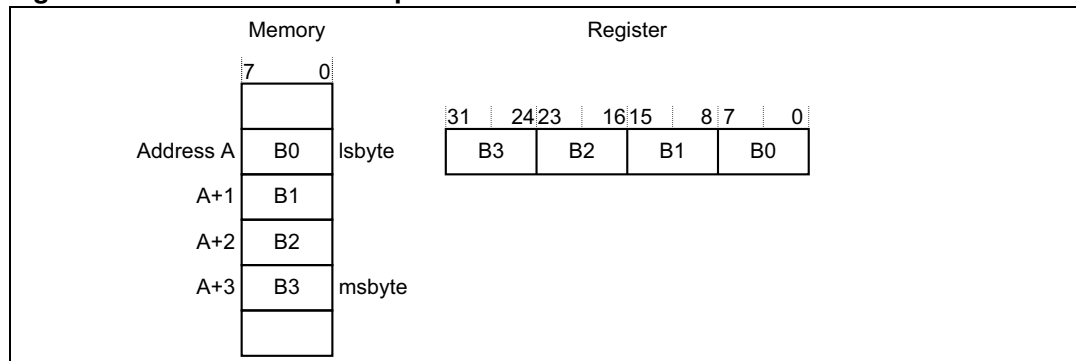 Memory Register
7 0
31 24 23 16 15 8 7 0
Address A B0 lsbyte B3 B2 B1 B0
A+1 B1
A+2 B2
A+3 B3 msbyte